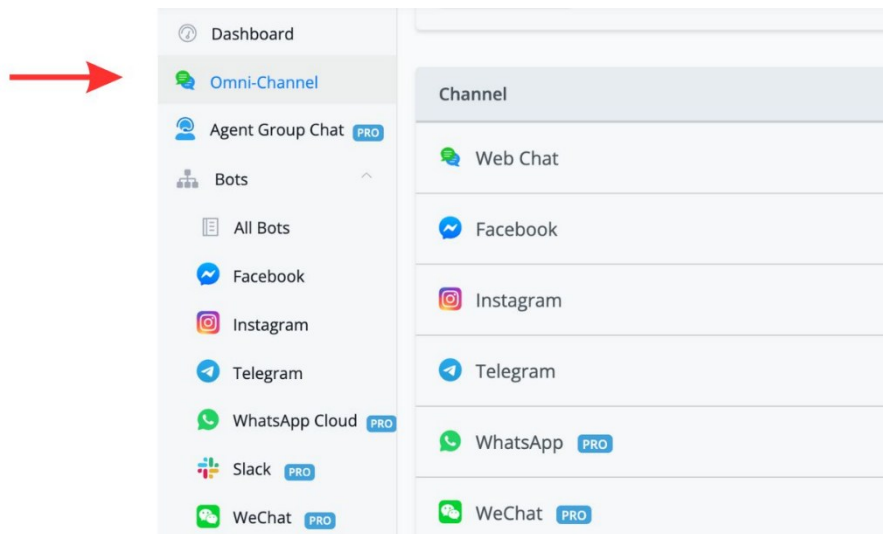 Dashboard
Omni-Channel
Agent Group Chat PRO
Bots
All Bots
Facebook
Instagram
Telegram
WhatsApp Cloud PRO
Slack PRO
WeChat PRO
Channel
Web Chat
Facebook
Instagram
Telegram
WhatsApp PRO
WeChat PRO